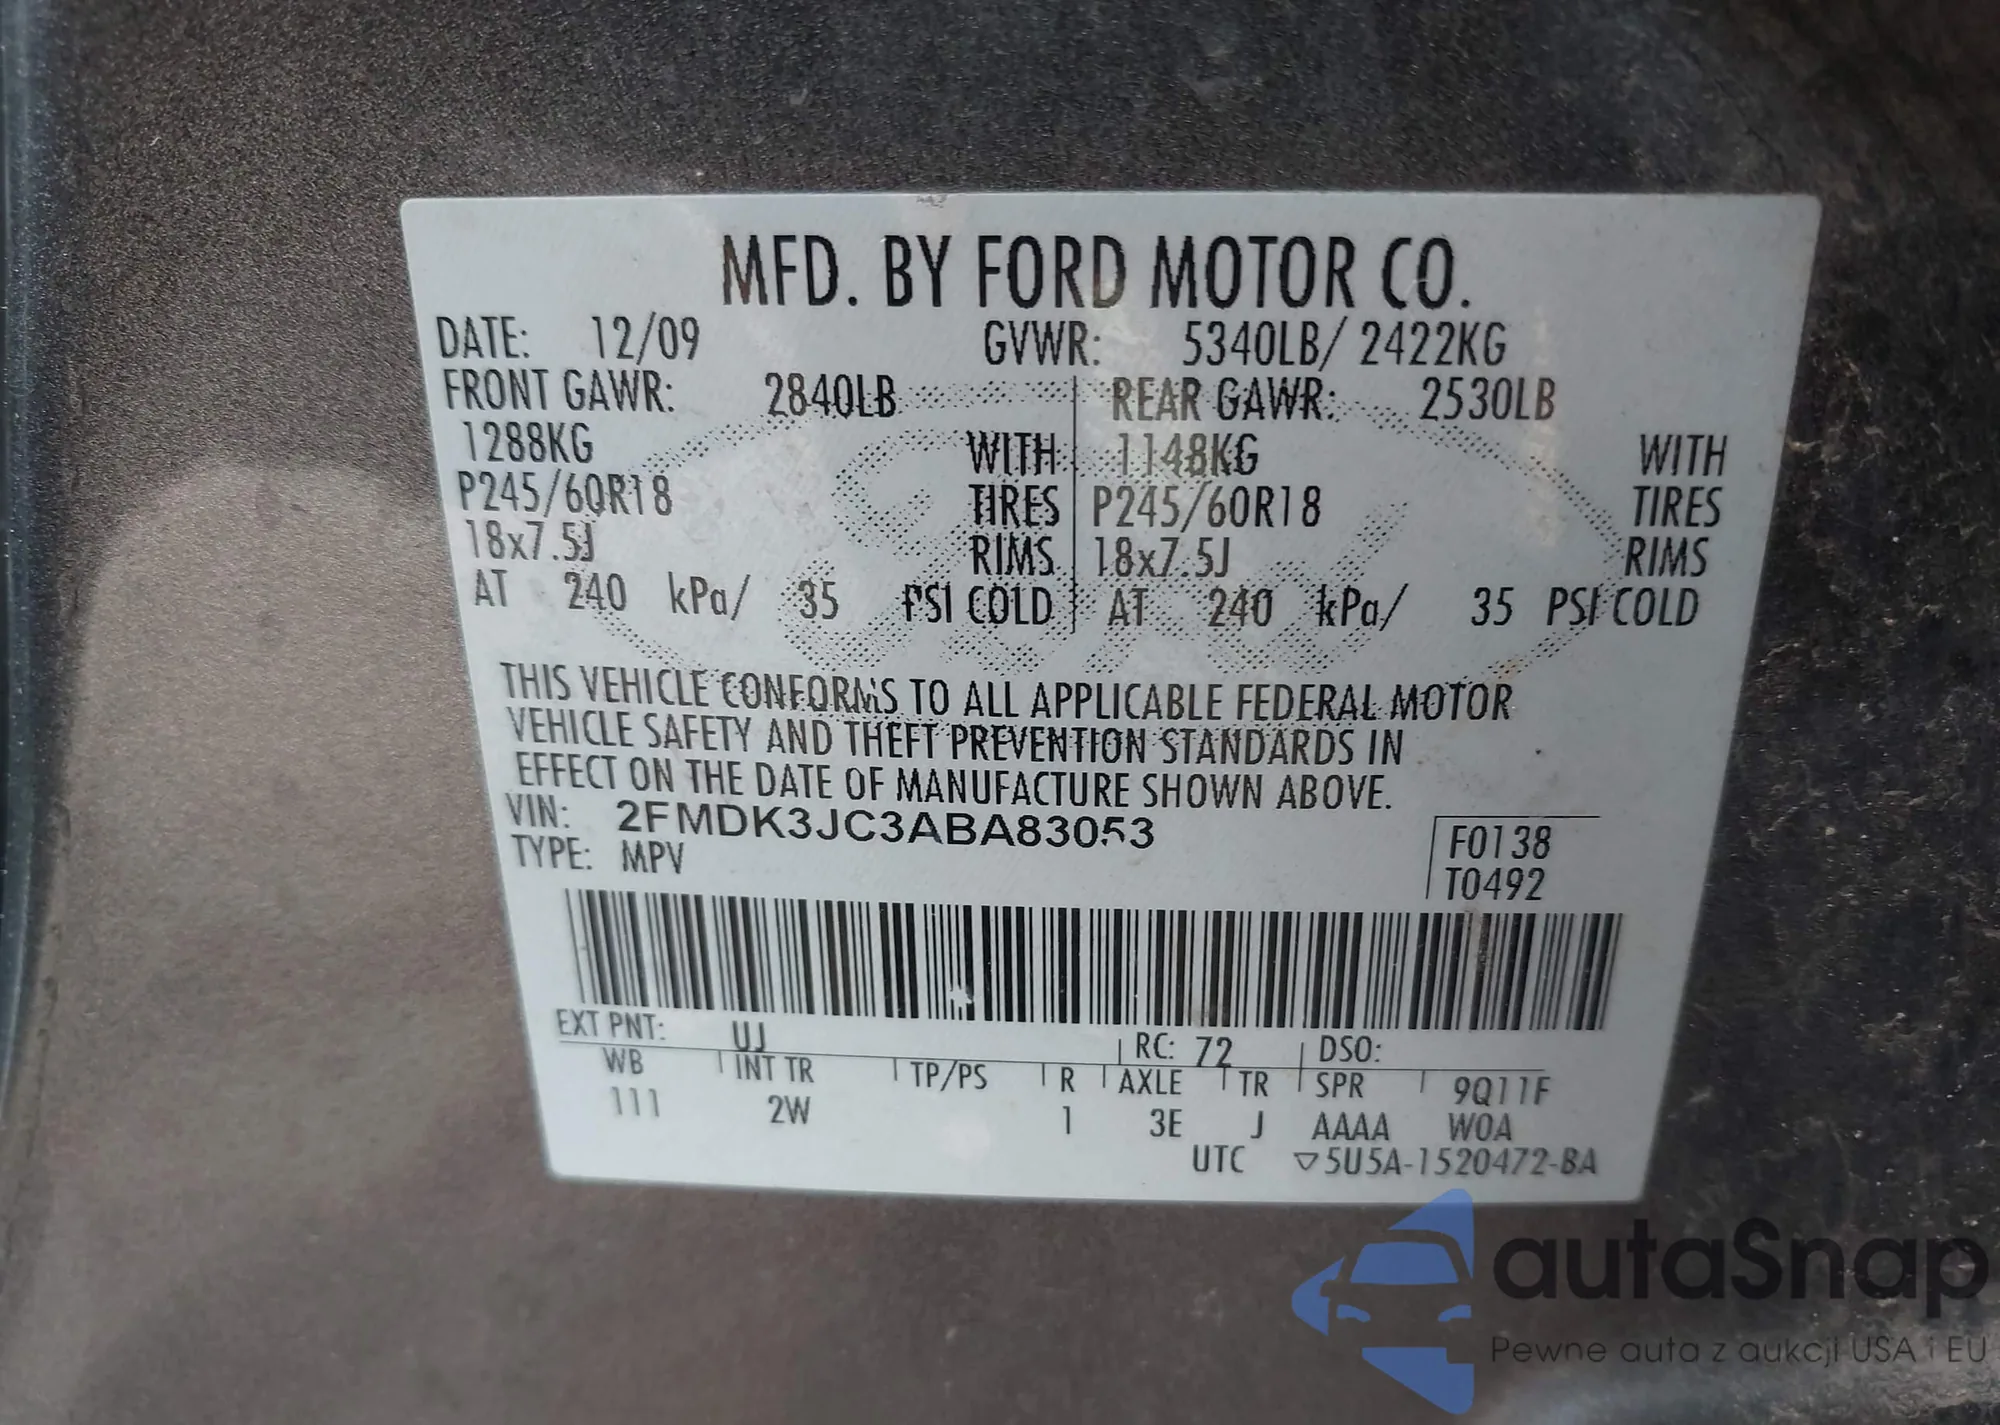 MFD. BY FORD MOTOR CO.
DATE: 12/09 GVWR: 5340LB/ 2422KG
FRONT GAWR: 2840LB REAR GAWR: 2530LB
1288KG WITH 1148KG WITH
P245/60R18 TIRES P245/60R18 TIRES
18x7.5J RIMS 18x7.5J RIMS
AT 240 kPa/ 35 PSI COLD AT 240 kPa/ 35 PSI COLD
THIS VEHICLE CONFORMS TO ALL APPLICABLE FEDERAL MOTOR
VEHICLE SAFETY AND THEFT PREVENTION STANDARDS IN
EFFECT ON THE DATE OF MANUFACTURE SHOWN ABOVE.
VIN: 2FMDK3JC3ABA83053
TYPE: MPV
F0138
T0492
EXT PNT: UJ RC: 72 DSO:
WB INT TR TP/PS R AXLE TR SPR 9Q11F
111 2W 1 3E J AAAA W0A
UTC ▽5U5A-1520472-BA
autaSnap
Pewne auta z aukcji USA i EU